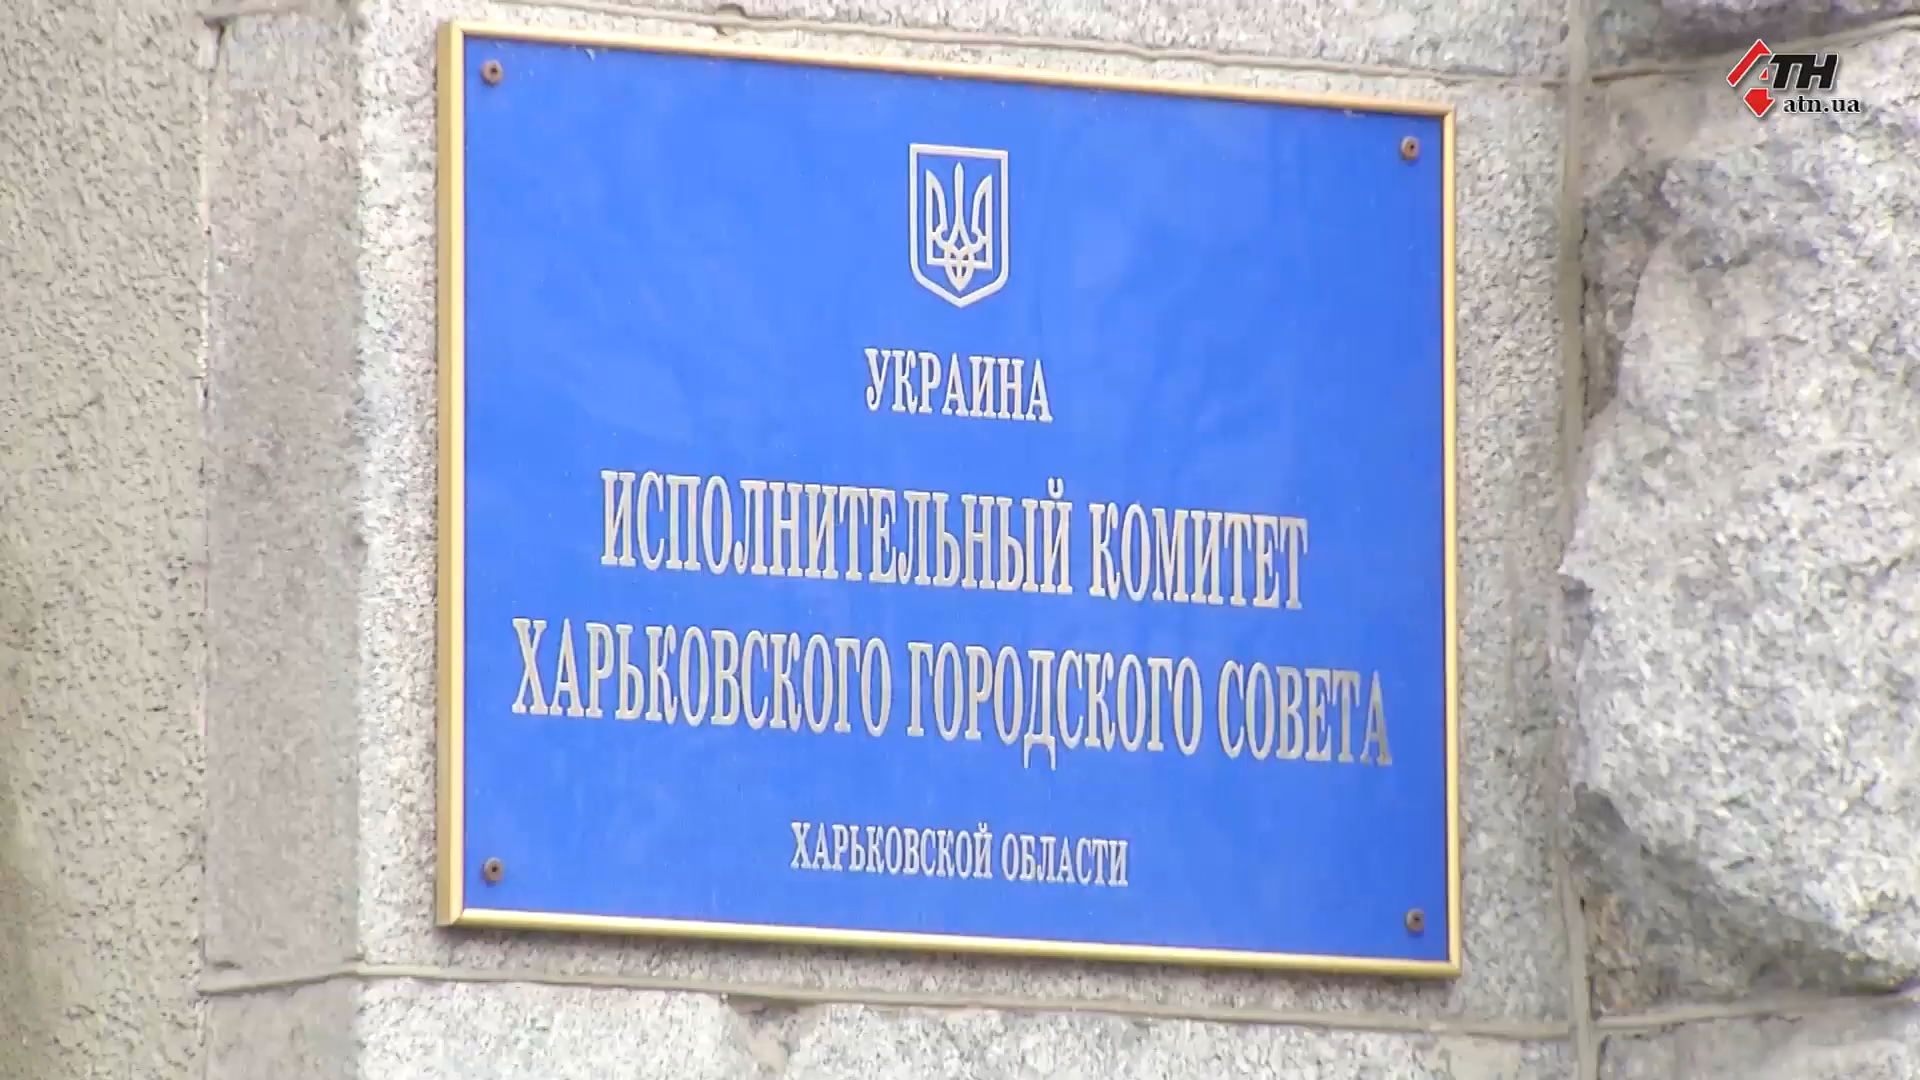 АТН
atn.ua
УКРАИНА
ИСПОЛНИТЕЛЬНЫЙ КОМИТЕТ
ХАРЬКОВСКОГО ГОРОДСКОГО СОВЕТА
ХАРЬКОВСКОЙ ОБЛАСТИ